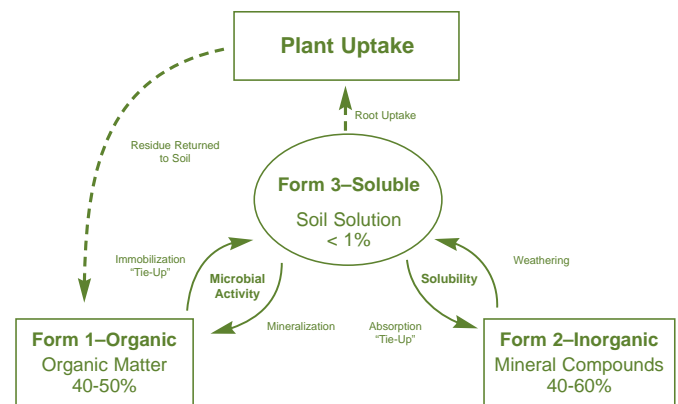 Plant Uptake
Root Uptake
Residue Returned
to Soil
Form 3–Soluble
Soil Solution
< 1%
Immobilization
“Tie-Up”
Microbial
Activity
Solubility
Weathering
Mineralization
Absorption
“Tie-Up”
Form 1–Organic
Organic Matter
40-50%
Form 2–Inorganic
Mineral Compounds
40-60%